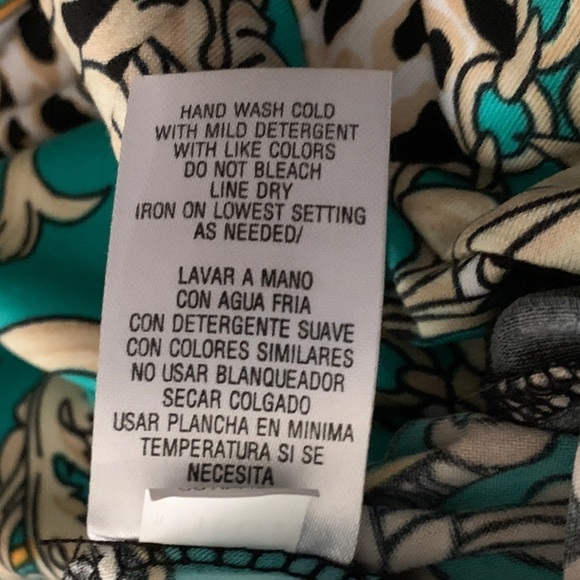 HAND WASH COLD
WITH MILD DETERGENT
WITH LIKE COLORS
DO NOT BLEACH
LINE DRY
IRON ON LOWEST SETTING
AS NEEDED/
LAVAR A MANO
CON AGUA FRIA
CON DETERGENTE SUAVE
CON COLORES SIMILARES
NO USAR BLANQUEADOR
SECAR COLGADO
USAR PLANCHA EN MINIMA
TEMPERATURA SI SE
NECESITA